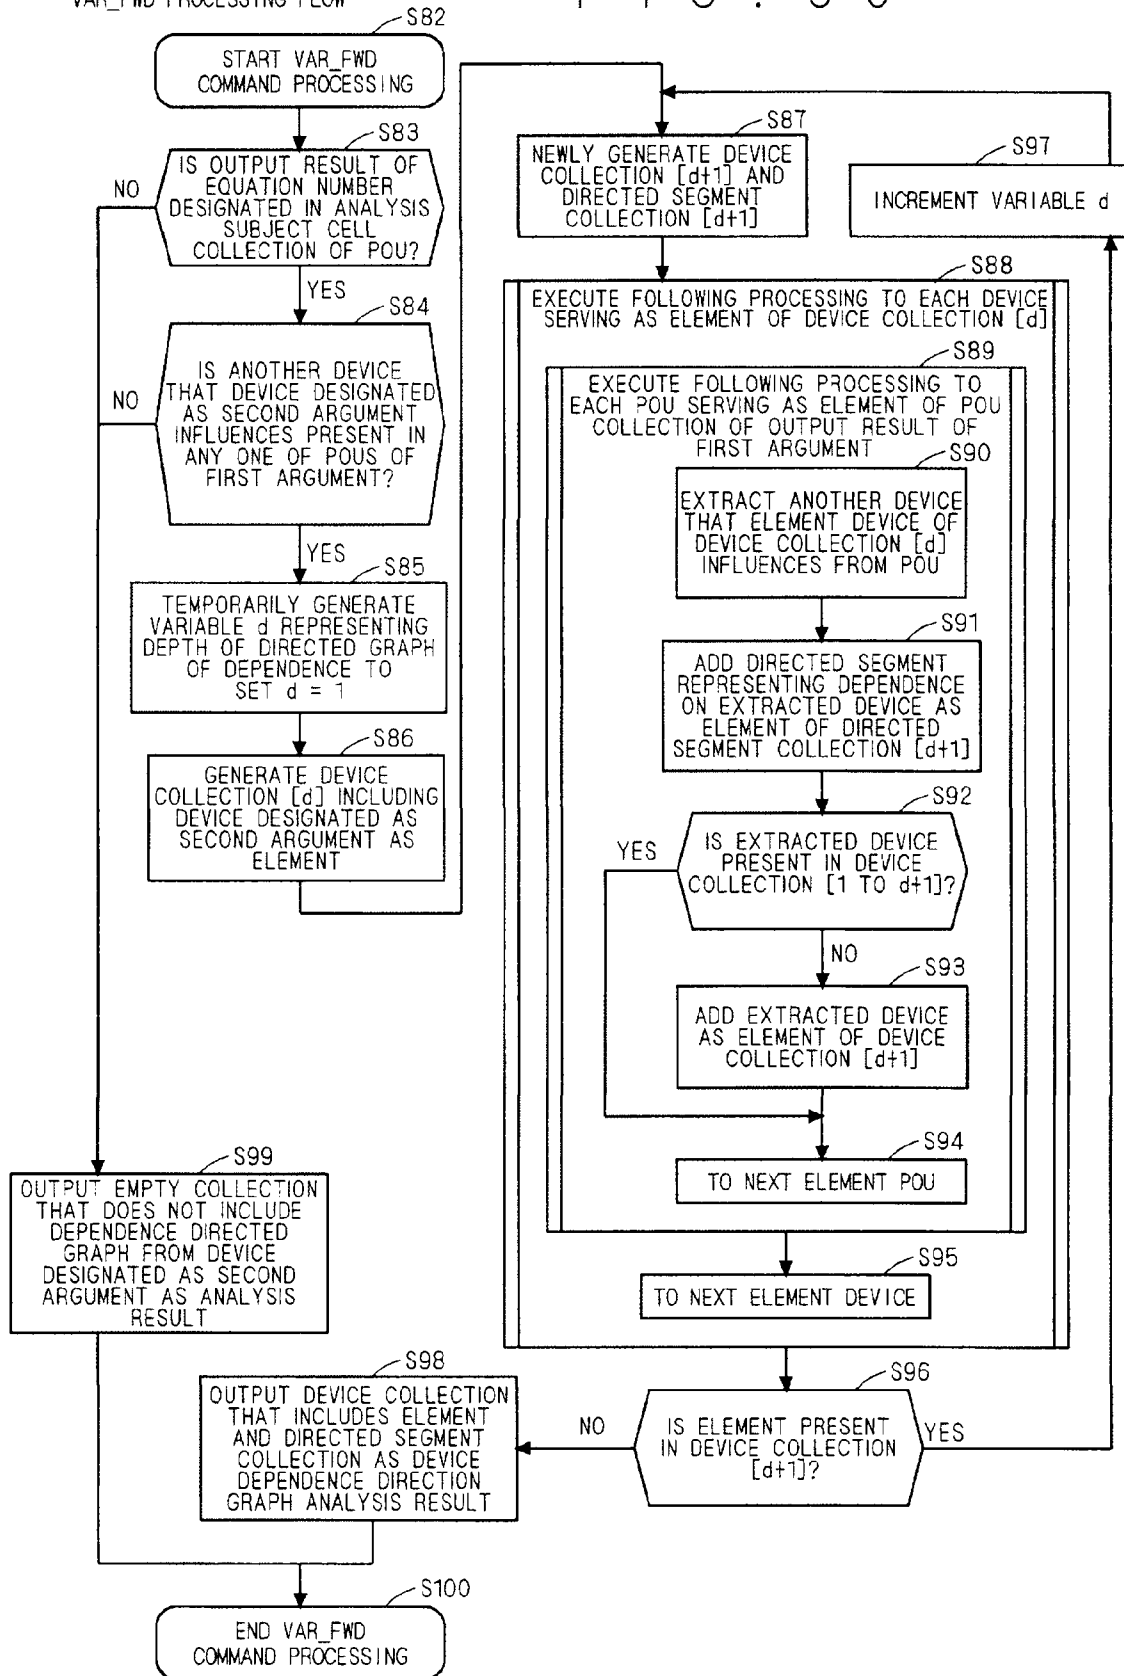 VAR_FWD PROCESSING FLOW
S82
START VAR_FWD
COMMAND PROCESSING
S83
IS OUTPUT RESULT OF
EQUATION NUMBER
DESIGNATED IN ANALYSIS
SUBJECT CELL
COLLECTION OF POU?
NO
YES
S84
IS ANOTHER DEVICE
THAT DEVICE DESIGNATED
AS SECOND ARGUMENT
INFLUENCES PRESENT IN
ANY ONE OF POUS OF
FIRST ARGUMENT?
NO
YES
S85
TEMPORARILY GENERATE
VARIABLE d REPRESENTING
DEPTH OF DIRECTED GRAPH
OF DEPENDENCE TO
SET d = 1
S86
GENERATE DEVICE
COLLECTION [d] INCLUDING
DEVICE DESIGNATED AS
SECOND ARGUMENT AS
ELEMENT
S87
NEWLY GENERATE DEVICE
COLLECTION [d+1] AND
DIRECTED SEGMENT
COLLECTION [d+1]
S97
INCREMENT VARIABLE d
S88
EXECUTE FOLLOWING PROCESSING TO EACH DEVICE
SERVING AS ELEMENT OF DEVICE COLLECTION [d]
S89
EXECUTE FOLLOWING PROCESSING TO
EACH POU SERVING AS ELEMENT OF POU
COLLECTION OF OUTPUT RESULT OF
FIRST ARGUMENT
S90
EXTRACT ANOTHER DEVICE
THAT ELEMENT DEVICE OF
DEVICE COLLECTION [d]
INFLUENCES FROM POU
S91
ADD DIRECTED SEGMENT
REPRESENTING DEPENDENCE
ON EXTRACTED DEVICE AS
ELEMENT OF DIRECTED
SEGMENT COLLECTION [d+1]
S92
IS EXTRACTED DEVICE
PRESENT IN DEVICE
COLLECTION [1 TO d+1]?
YES
NO
S93
ADD EXTRACTED DEVICE
AS ELEMENT OF DEVICE
COLLECTION [d+1]
S94
TO NEXT ELEMENT POU
S95
TO NEXT ELEMENT DEVICE
S96
IS ELEMENT PRESENT
IN DEVICE COLLECTION
[d+1]?
NO
YES
S98
OUTPUT DEVICE COLLECTION
THAT INCLUDES ELEMENT
AND DIRECTED SEGMENT
COLLECTION AS DEVICE
DEPENDENCE DIRECTION
GRAPH ANALYSIS RESULT
S99
OUTPUT EMPTY COLLECTION
THAT DOES NOT INCLUDE
DEPENDENCE DIRECTED
GRAPH FROM DEVICE
DESIGNATED AS SECOND
ARGUMENT AS ANALYSIS
RESULT
S100
END VAR_FWD
COMMAND PROCESSING